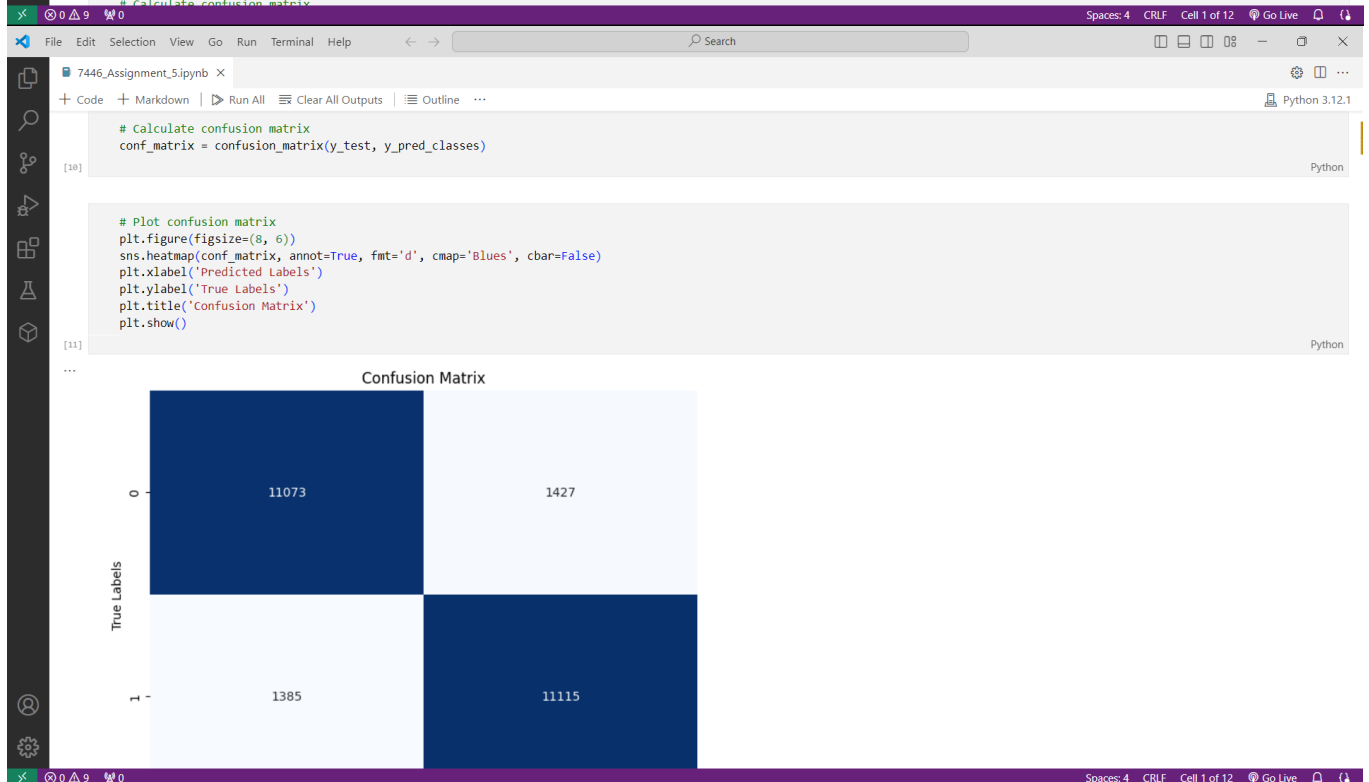 # Calculate confusion matrix
0 9 0 Spaces: 4 CRLF Cell 1 of 12 Go Live
File Edit Selection View Go Run Terminal Help Search
7446_Assignment_5.ipynb
Code Markdown Run All Clear All Outputs Outline ... Python 3.12.1
# Calculate confusion matrix
conf_matrix = confusion_matrix(y_test, y_pred_classes)
[10] Python
# Plot confusion matrix
plt.figure(figsize=(8, 6))
sns.heatmap(conf_matrix, annot=True, fmt='d', cmap='Blues', cbar=False)
plt.xlabel('Predicted Labels')
plt.ylabel('True Labels')
plt.title('Confusion Matrix')
plt.show()
[11] Python
...
Confusion Matrix
0 11073 1427
True Labels
1 1385 11115
0 9 0 Spaces: 4 CRLF Cell 1 of 12 Go Live